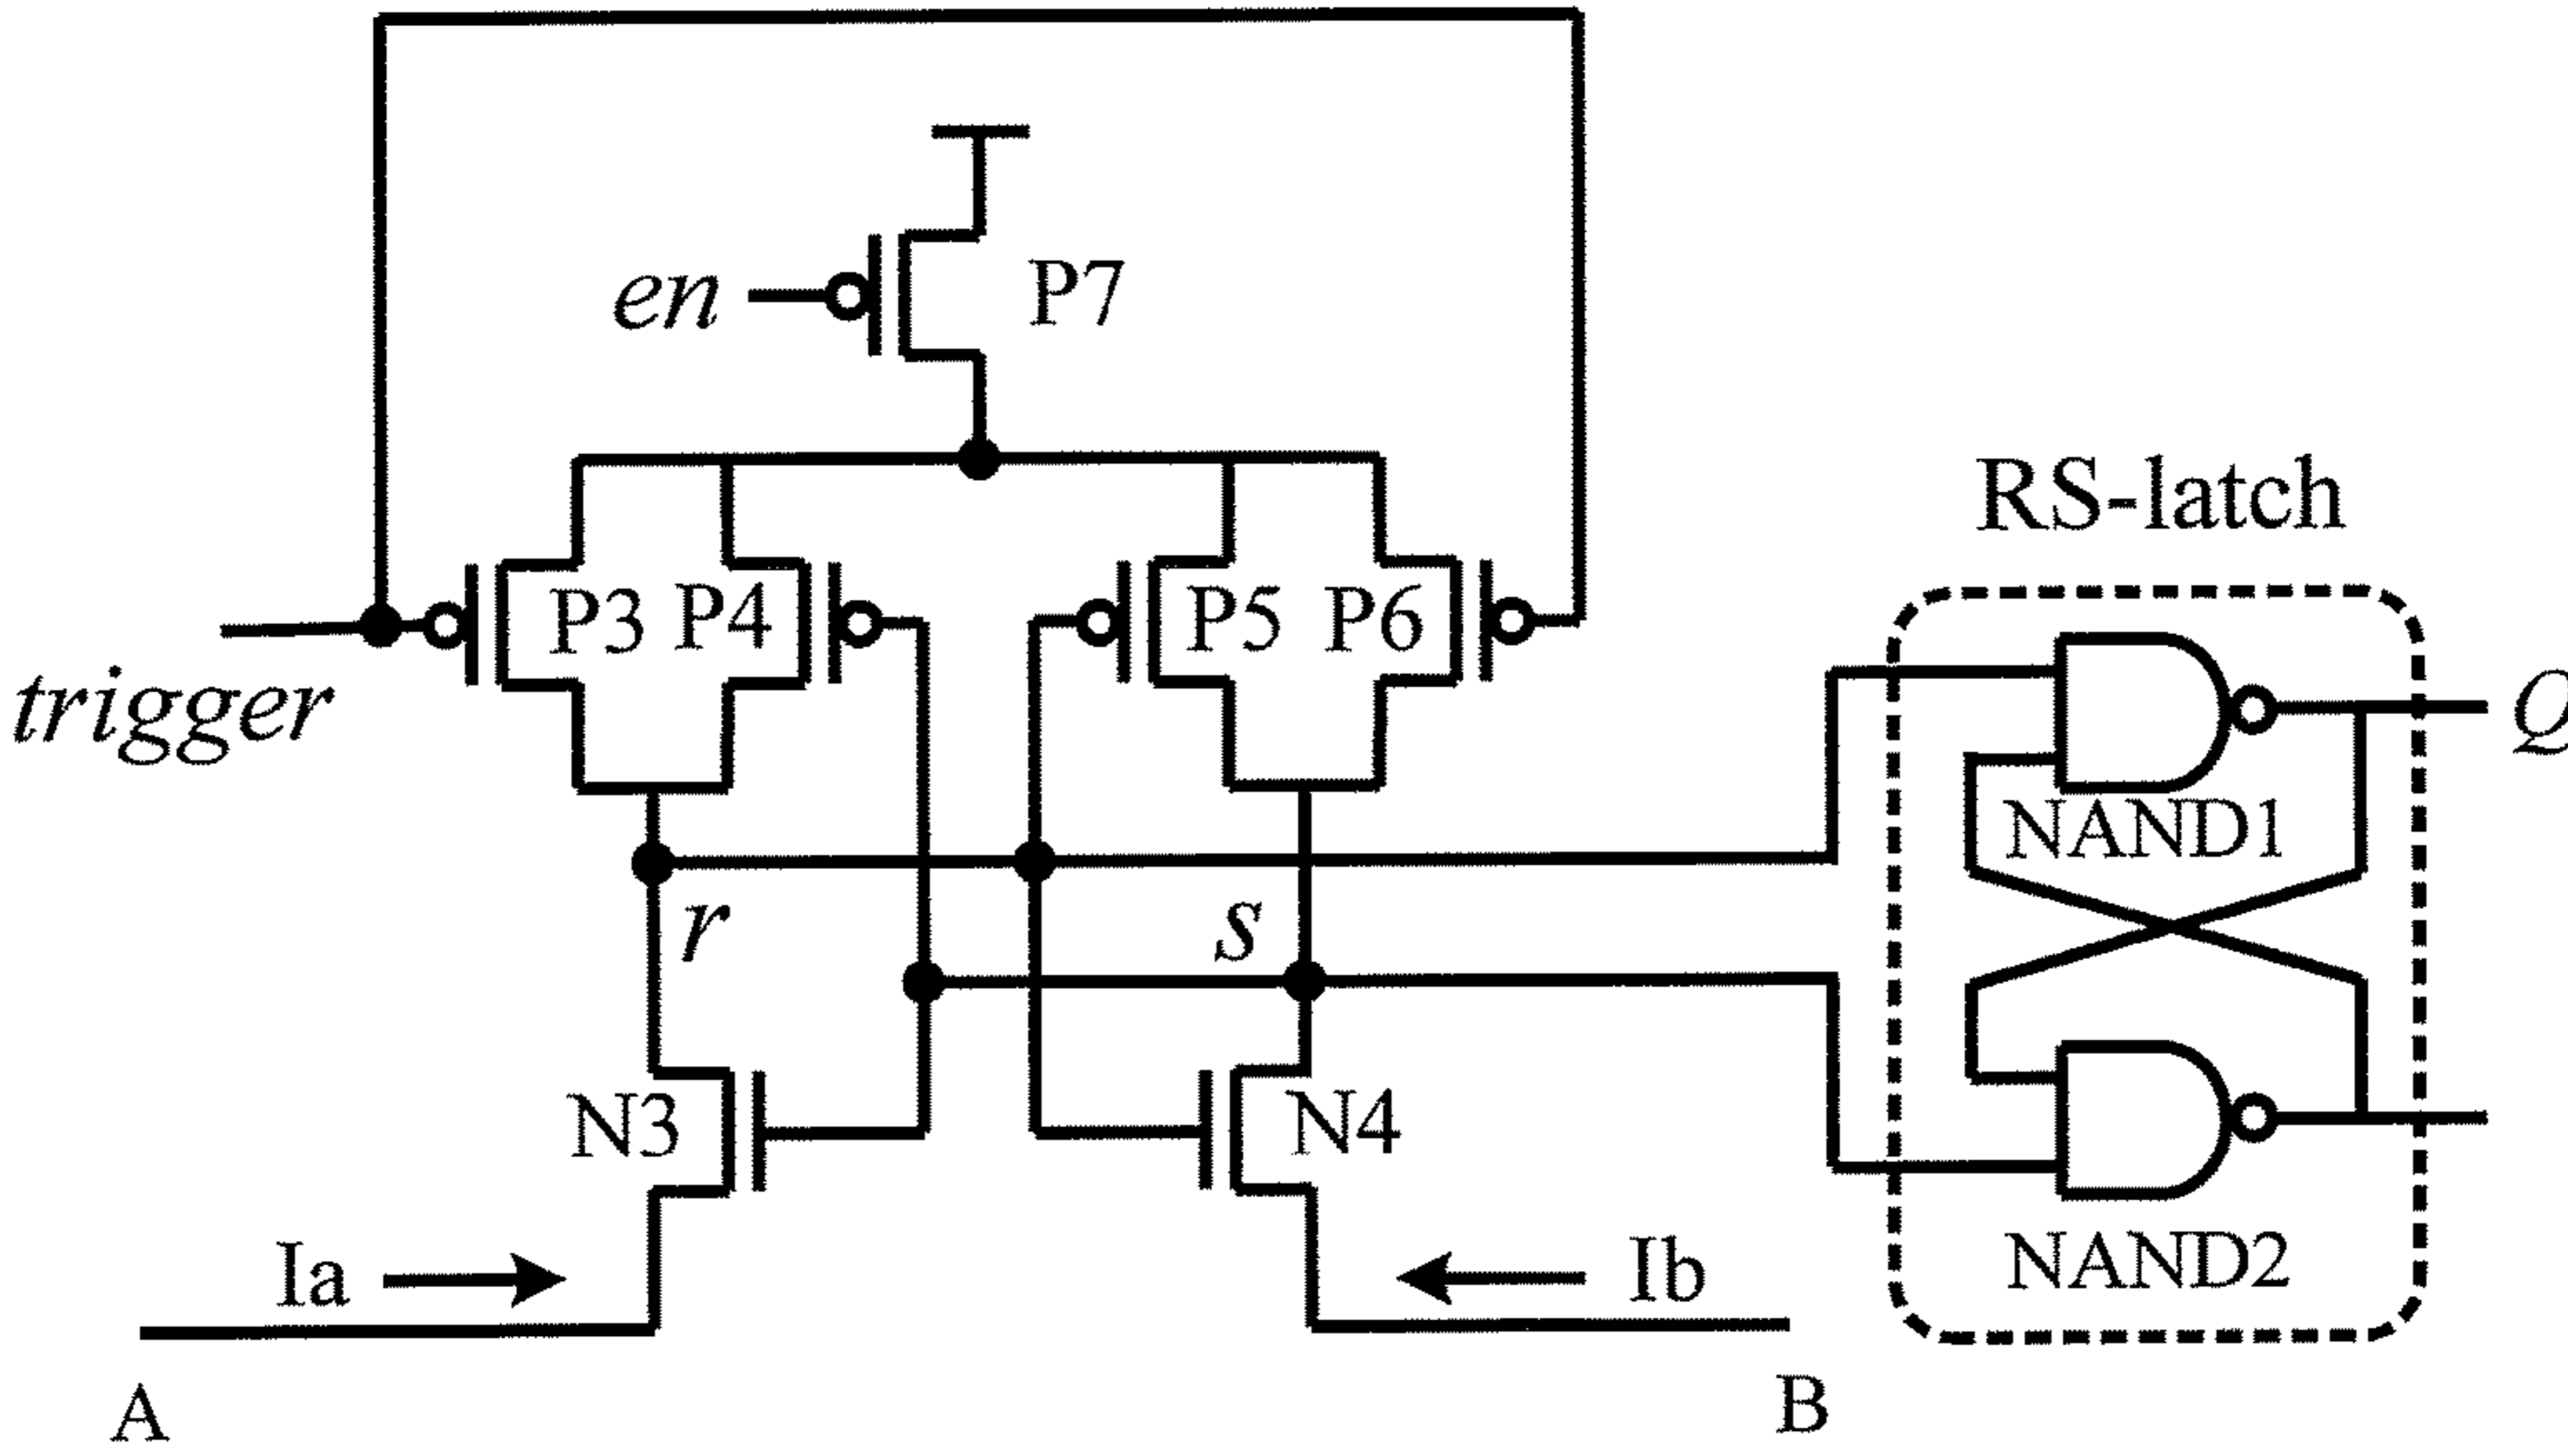 en
P7
RS-latch
P3
P4
P5
P6
trigger
Q
NAND1
r
s
N3
N4
NAND2
Ia
Ib
A
B